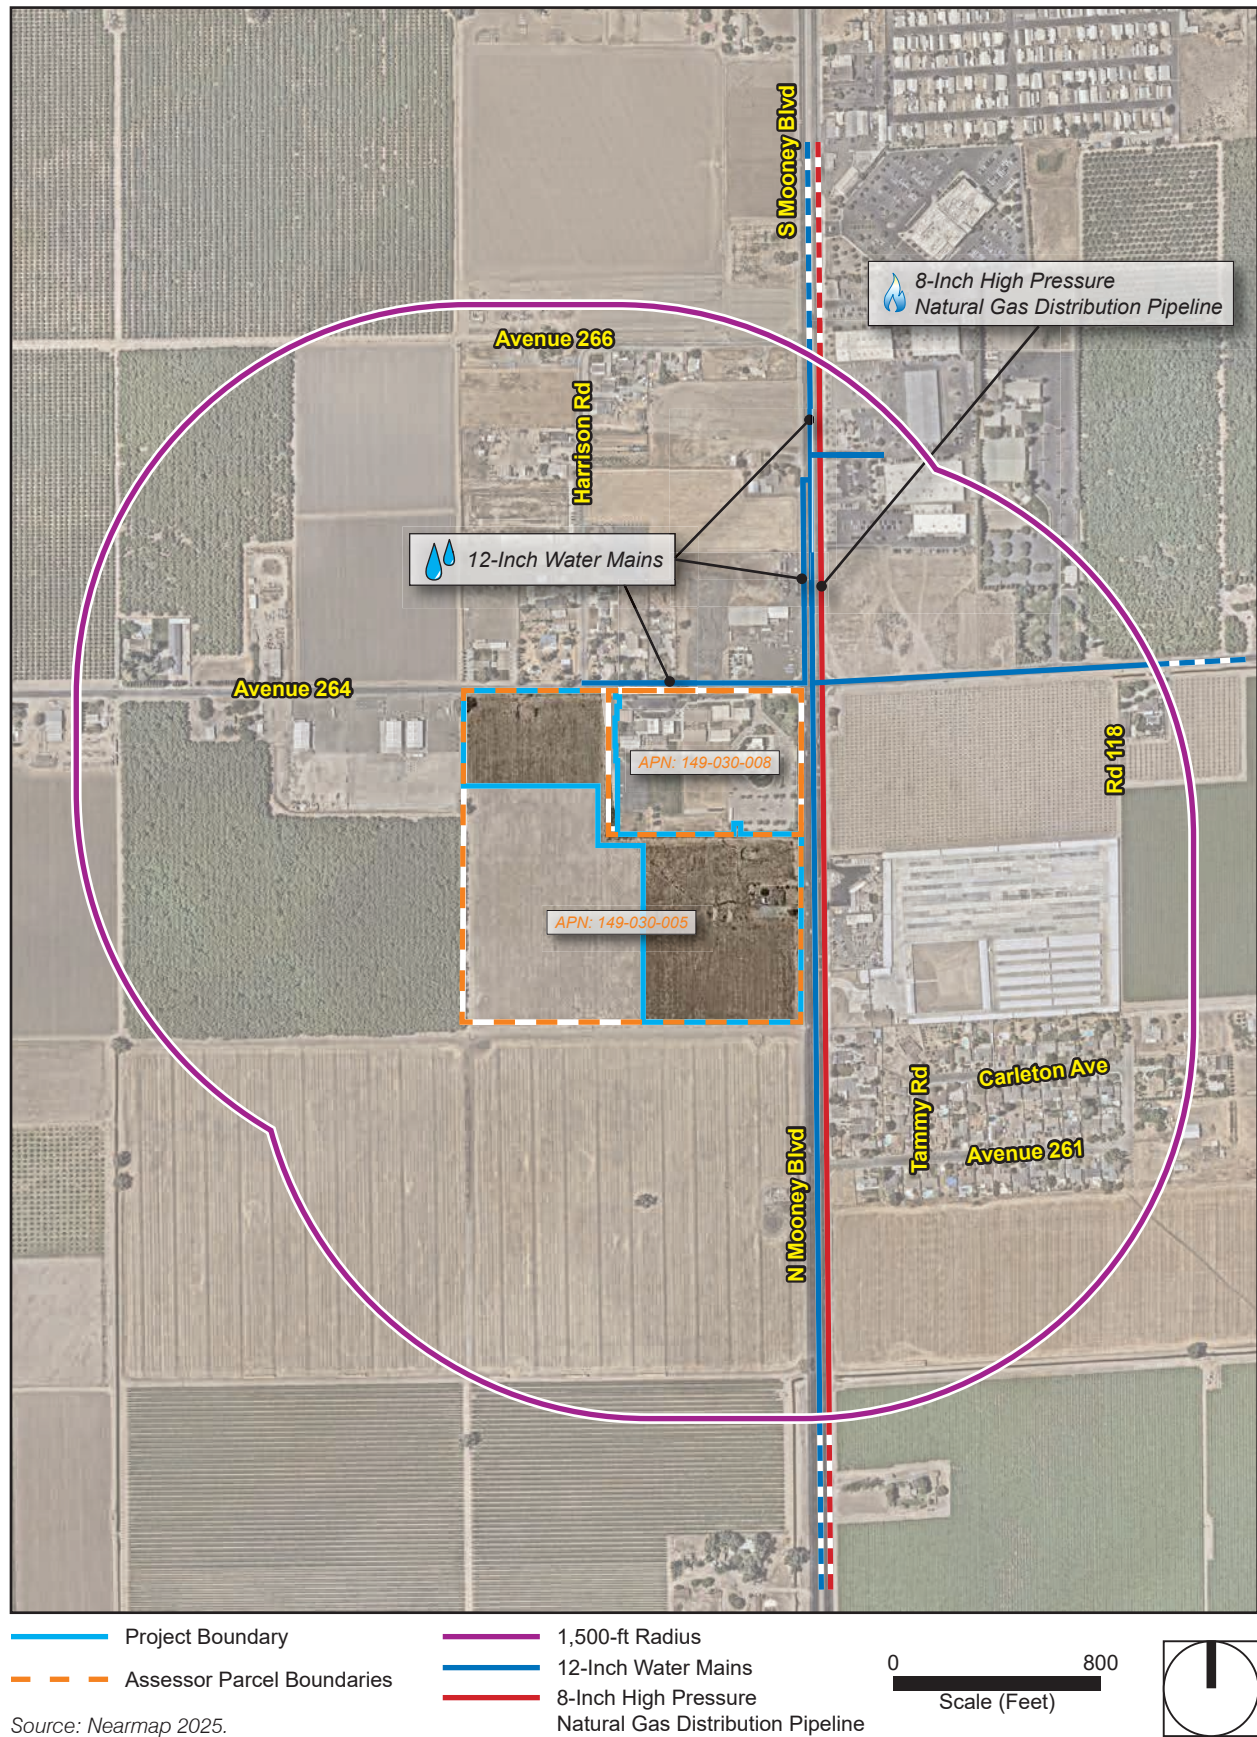 S Mooney Blvd
8-Inch High Pressure
Natural Gas Distribution Pipeline
Avenue 266
Harrison Rd
12-Inch Water Mains
Avenue 264
APN: 149-030-008
Rd 118
APN: 149-030-005
Carleton Ave
Tammy Rd
Avenue 261
N Mooney Blvd
Project Boundary
Assessor Parcel Boundaries
Source: Nearmap 2025.
1,500-ft Radius
12-Inch Water Mains
8-Inch High Pressure
Natural Gas Distribution Pipeline
0 800
Scale (Feet)